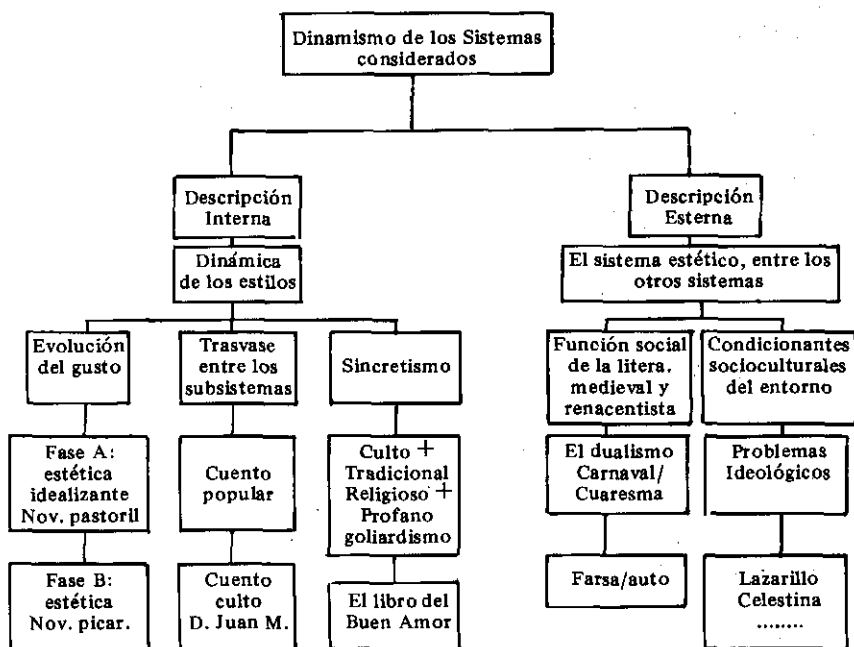 Dinamismo de los Sistemas
considerados
Descripción
Interna
Descripción
Esterna
Dinámica
de los estilos
El sistema estético, entre los
otros sistemas
Evolución
del gusto
Trasvase
entre los
subsistemas
Sincretismo
Función social
de la litera.
medieval y
renacentista
Condicionantes
socioculturales
del entorno
Fase A:
estética
idealizante
Nov. pastoril
Cuento
popular
Culto +
Tradicional
Religioso +
Profano
goliardismo
El dualismo
Carnaval/
Cuaresma
Problemas
Ideológicos
Fase B:
estética
Nov. picar.
Cuento
culto
D. Juan M.
El libro del
Buen Amor
Farsa/auto
Lazarillo
Celestina
........